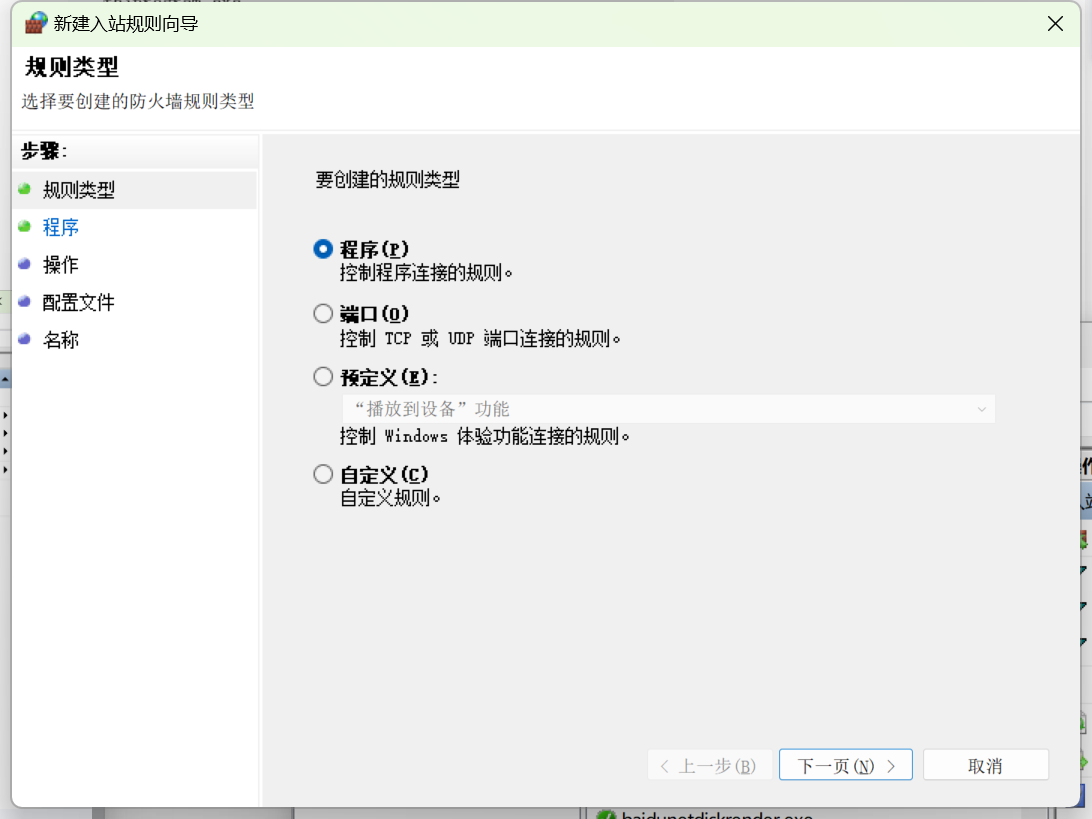 新建入站规则向导
规则类型
选择要创建的防火墙规则类型
步骤:
规则类型
程序
操作
配置文件
名称
要创建的规则类型
程序(P)
控制程序连接的规则。
端口(O)
控制 TCP 或 UDP 端口连接的规则。
预定义(E):
“播放到设备”功能
控制 Windows 体验功能连接的规则。
自定义(C)
自定义规则。
< 上一步(B)
下一页(N) >
取消